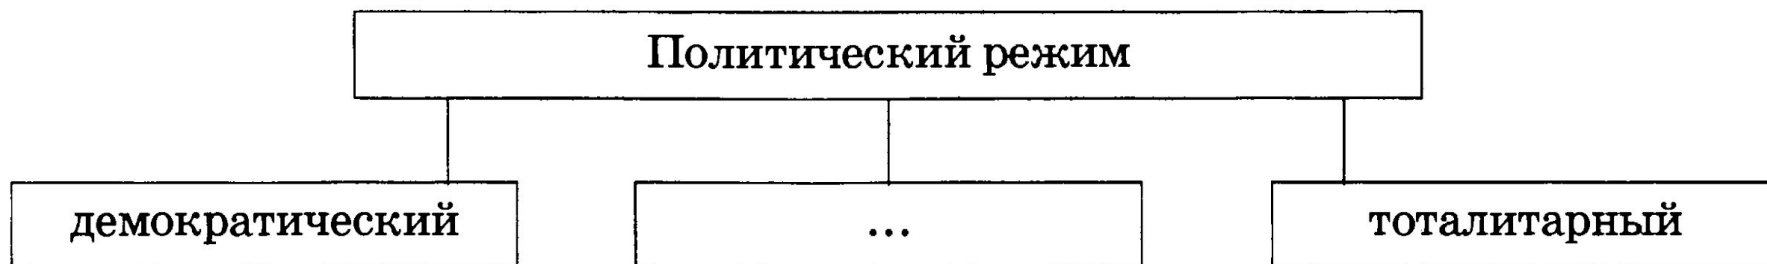 Политический режим
демократический
...
тоталитарный